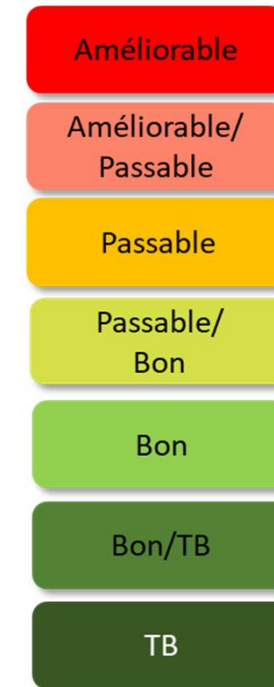 Améliorable
Améliorable/
Passable
Passable
Passable/
Bon
Bon
Bon/TB
TB